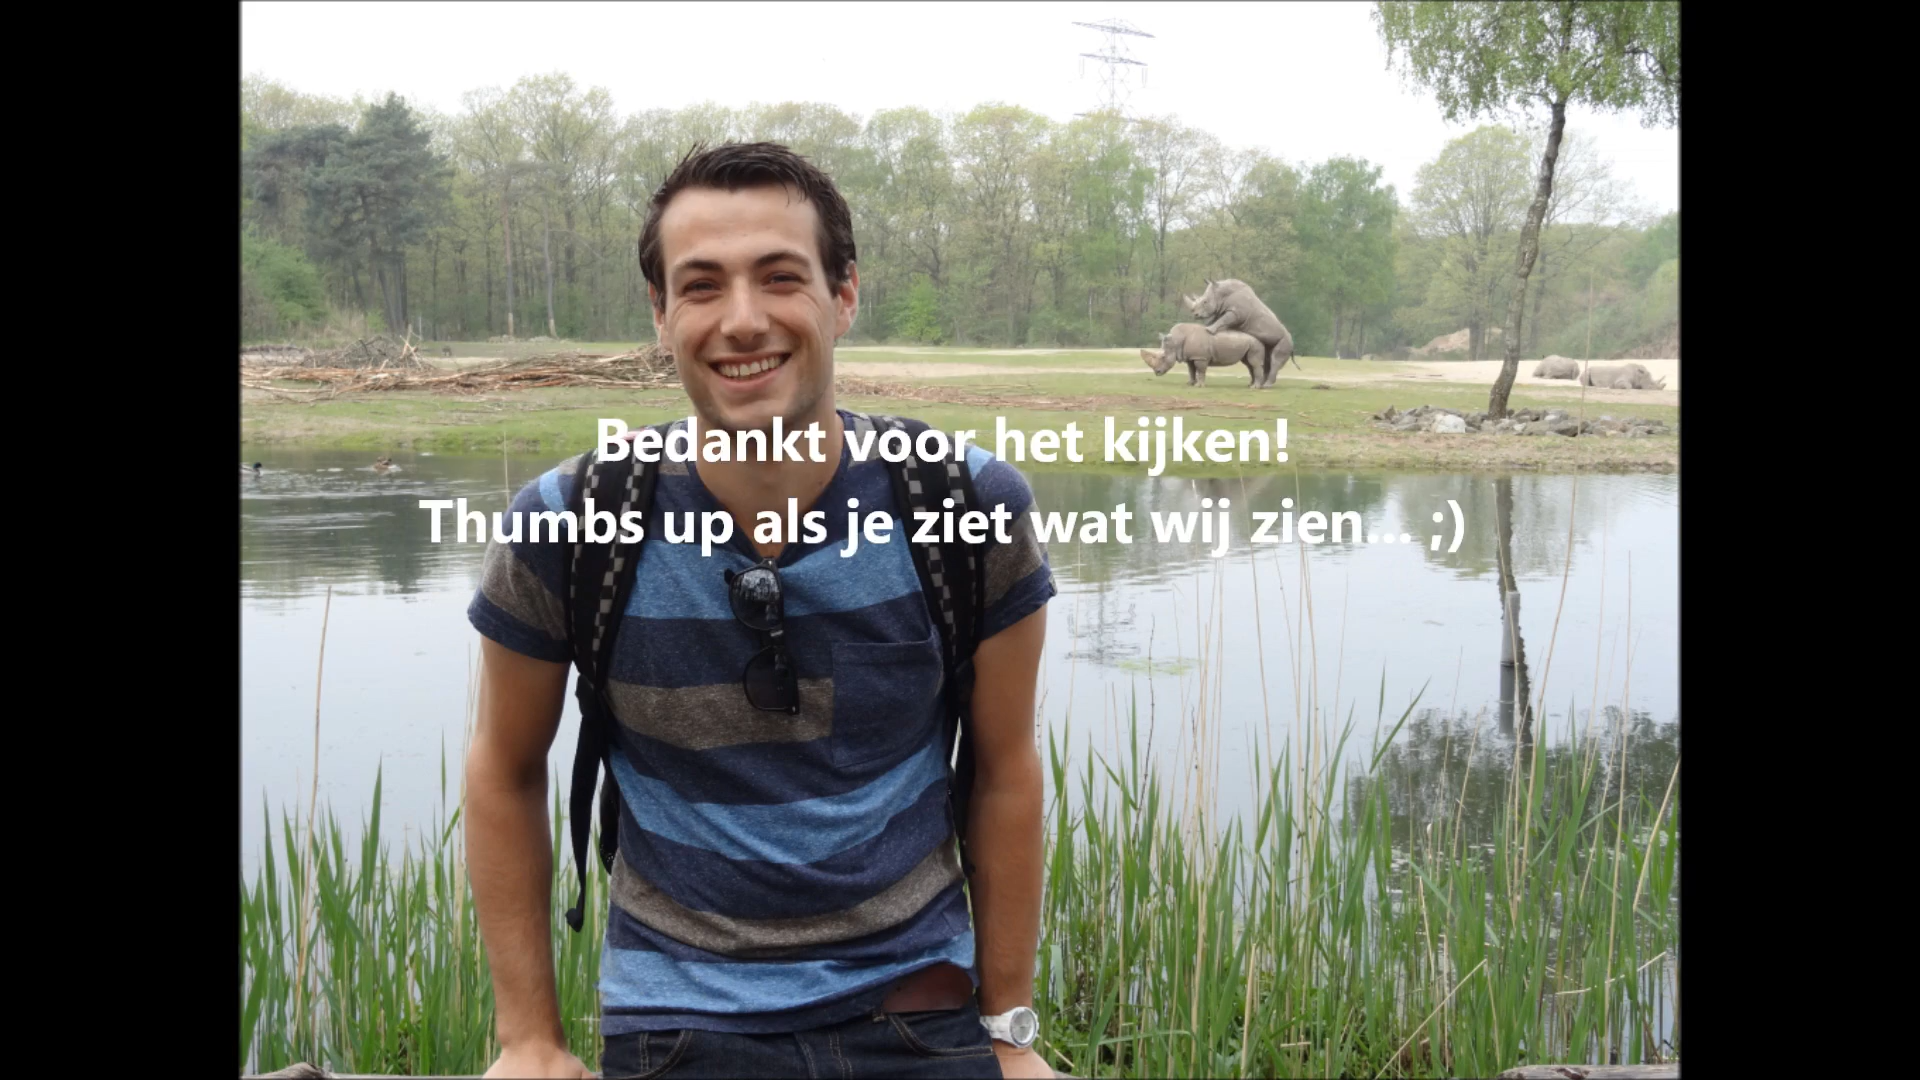 Bedankt voor het kijken!
Thumbs up als je ziet wat wij zien... ;)